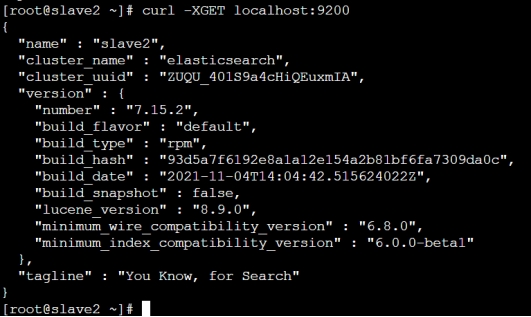 [root@slave2 ~]# curl -XGET localhost:9200
{
  "name" : "slave2",
  "cluster_name" : "elasticsearch",
  "cluster_uuid" : "ZUQU_401S9a4cHiQEuxmIA",
  "version" : {
    "number" : "7.15.2",
    "build_flavor" : "default",
    "build_type" : "rpm",
    "build_hash" : "93d5a7f6192e8a1a12e154a2b81bf6fa7309da0c",
    "build_date" : "2021-11-04T14:04:42.515624022Z",
    "build_snapshot" : false,
    "lucene_version" : "8.9.0",
    "minimum_wire_compatibility_version" : "6.8.0",
    "minimum_index_compatibility_version" : "6.0.0-beta1"
  },
  "tagline" : "You Know, for Search"
}
[root@slave2 ~]#